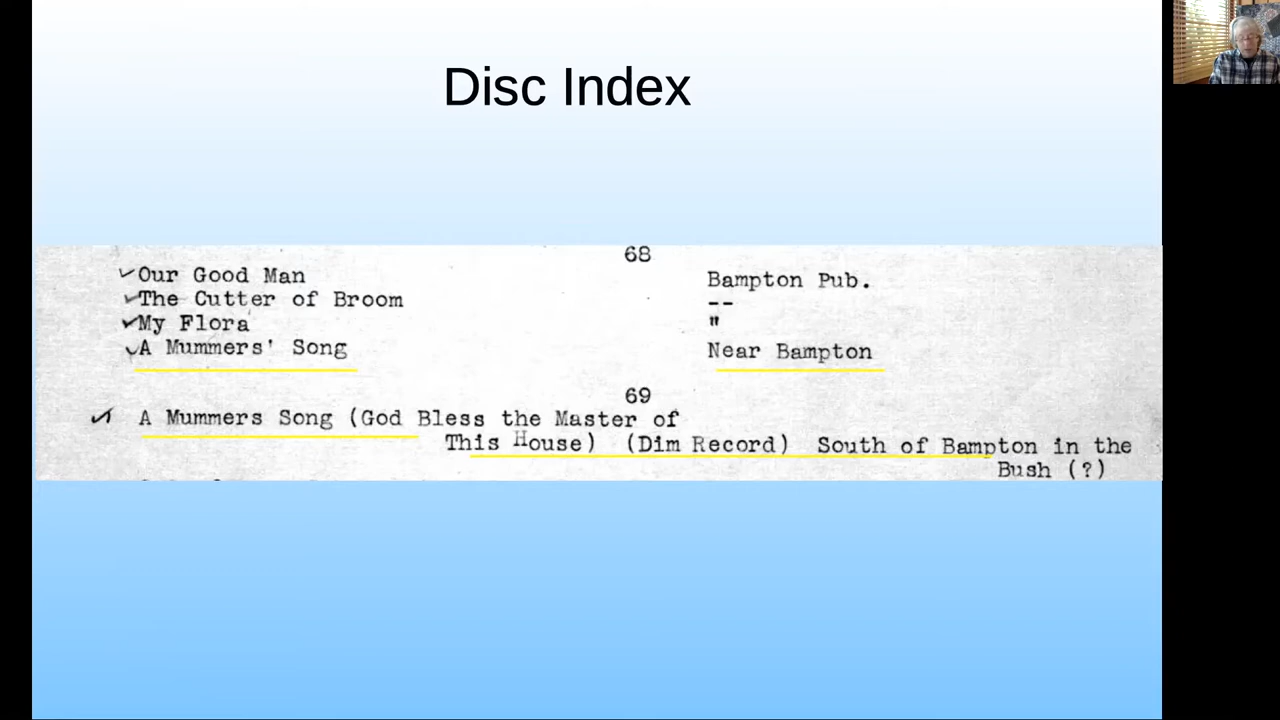 Disc Index
68
Our Good Man Bampton Pub.
The Cutter of Broom --
My Flora "
A Mummers' Song Near Bampton
69
A Mummers Song (God Bless the Master of
This House) (Dim Record) South of Bampton in the
Bush (?)